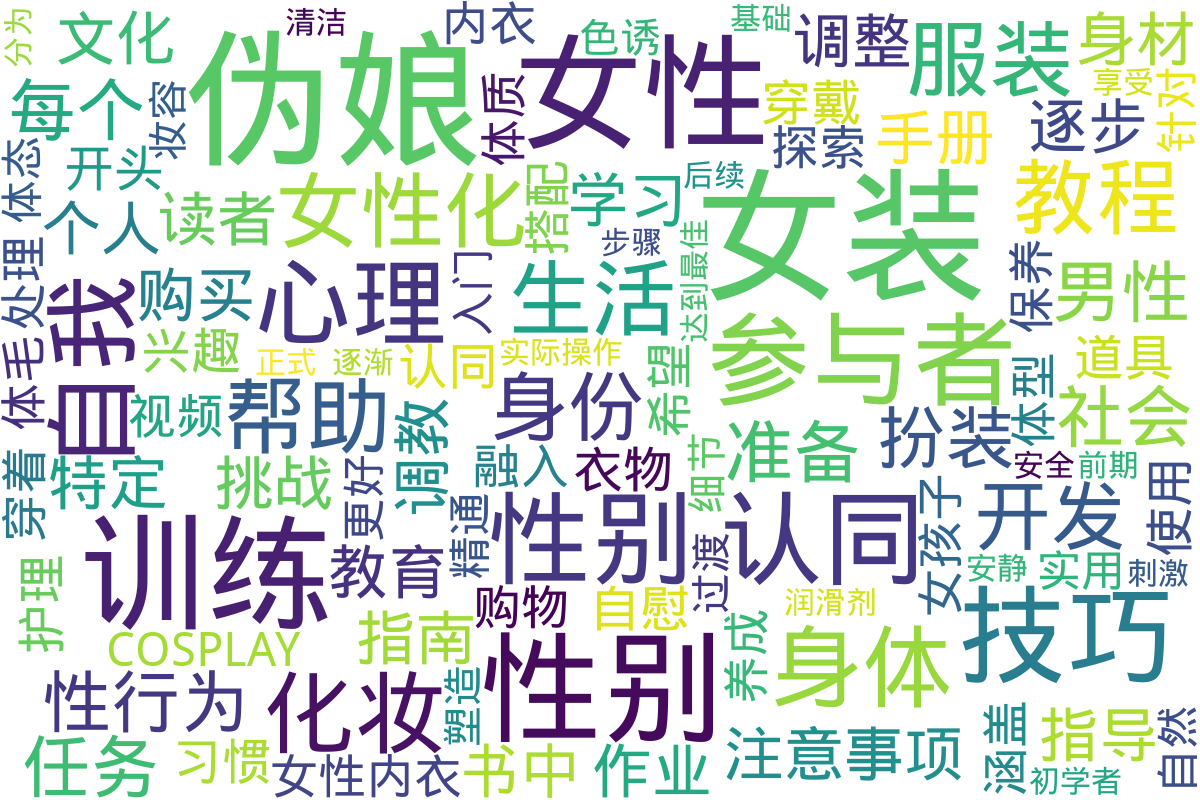 分为
文化
清洁
内衣
色诱
基础
调整
服装
身材
每个
妆容
伪娘
体质
女性
穿戴
探索
手册
逐步
享受
针对
体态
开头
个人
读者
女性化
搭配
学习
后续
步骤
达到最佳
女装
教程
保养
男性
处理
购买
自我
心理
入门
生活
参与者
道具
体毛
兴趣
正式
逐渐
认同
实际操作
希望
体型
社会
视频
帮助
调教
身份
准备
扮装
穿着
特定
挑战
更好
融入
衣物
细节
安全
前期
使用
训练
教育
精通
性别认同
过渡
女孩子
开发
安静
实用
刺激
护理
COSPLAY
指南
购物
自慰
润滑剂
养成
身体
技巧
性行为
化妆
塑造
性别
任务
习惯
女性内衣
书中
作业
注意事项
涵盖
指导
初学者
自然